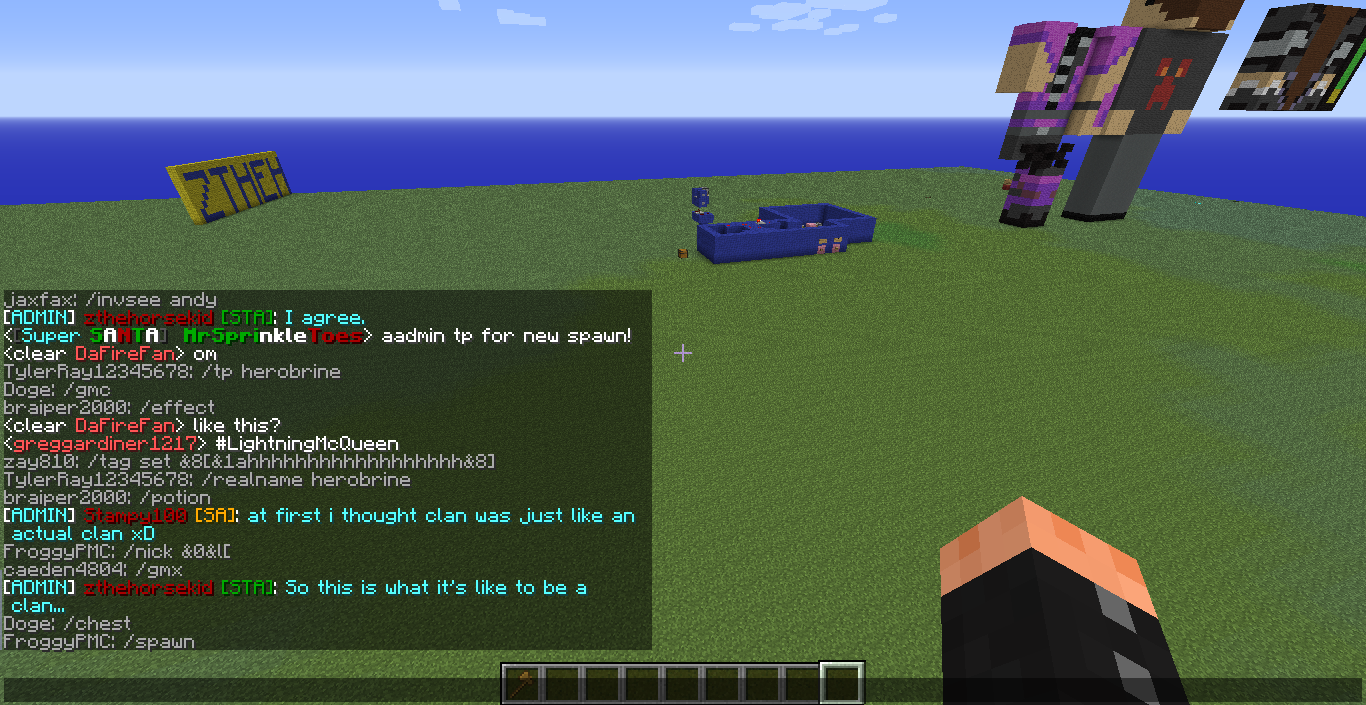 ZTHEH
jaxfax: /invsee andy
[ADMIN] zthehorsekid [STA]: I agree.
<[Super SANTA] MrSprinkleToes> aadmin tp for new spawn!
<clear DaFireFan> om
TylerRay12345678: /tp herobrine
Doge: /gmc
braiper2000: /effect
<clear DaFireFan> like this?
<greggardiner1217> #LightningMcQueen
zay810: /tag set &8[&1ahhhhhhhhhhhhhhhhhhh&8]
TylerRay12345678: /realname herobrine
braiper2000: /potion
[ADMIN] Stampy100 [SA]: at first i thought clan was just like an
actual clan xD
FroggyPMC: /nick &0&l[
caeden4804: /gmx
[ADMIN] zthehorsekid [STA]: So this is what it's like to be a
clan...
Doge: /chest
FroggyPMC: /spawn